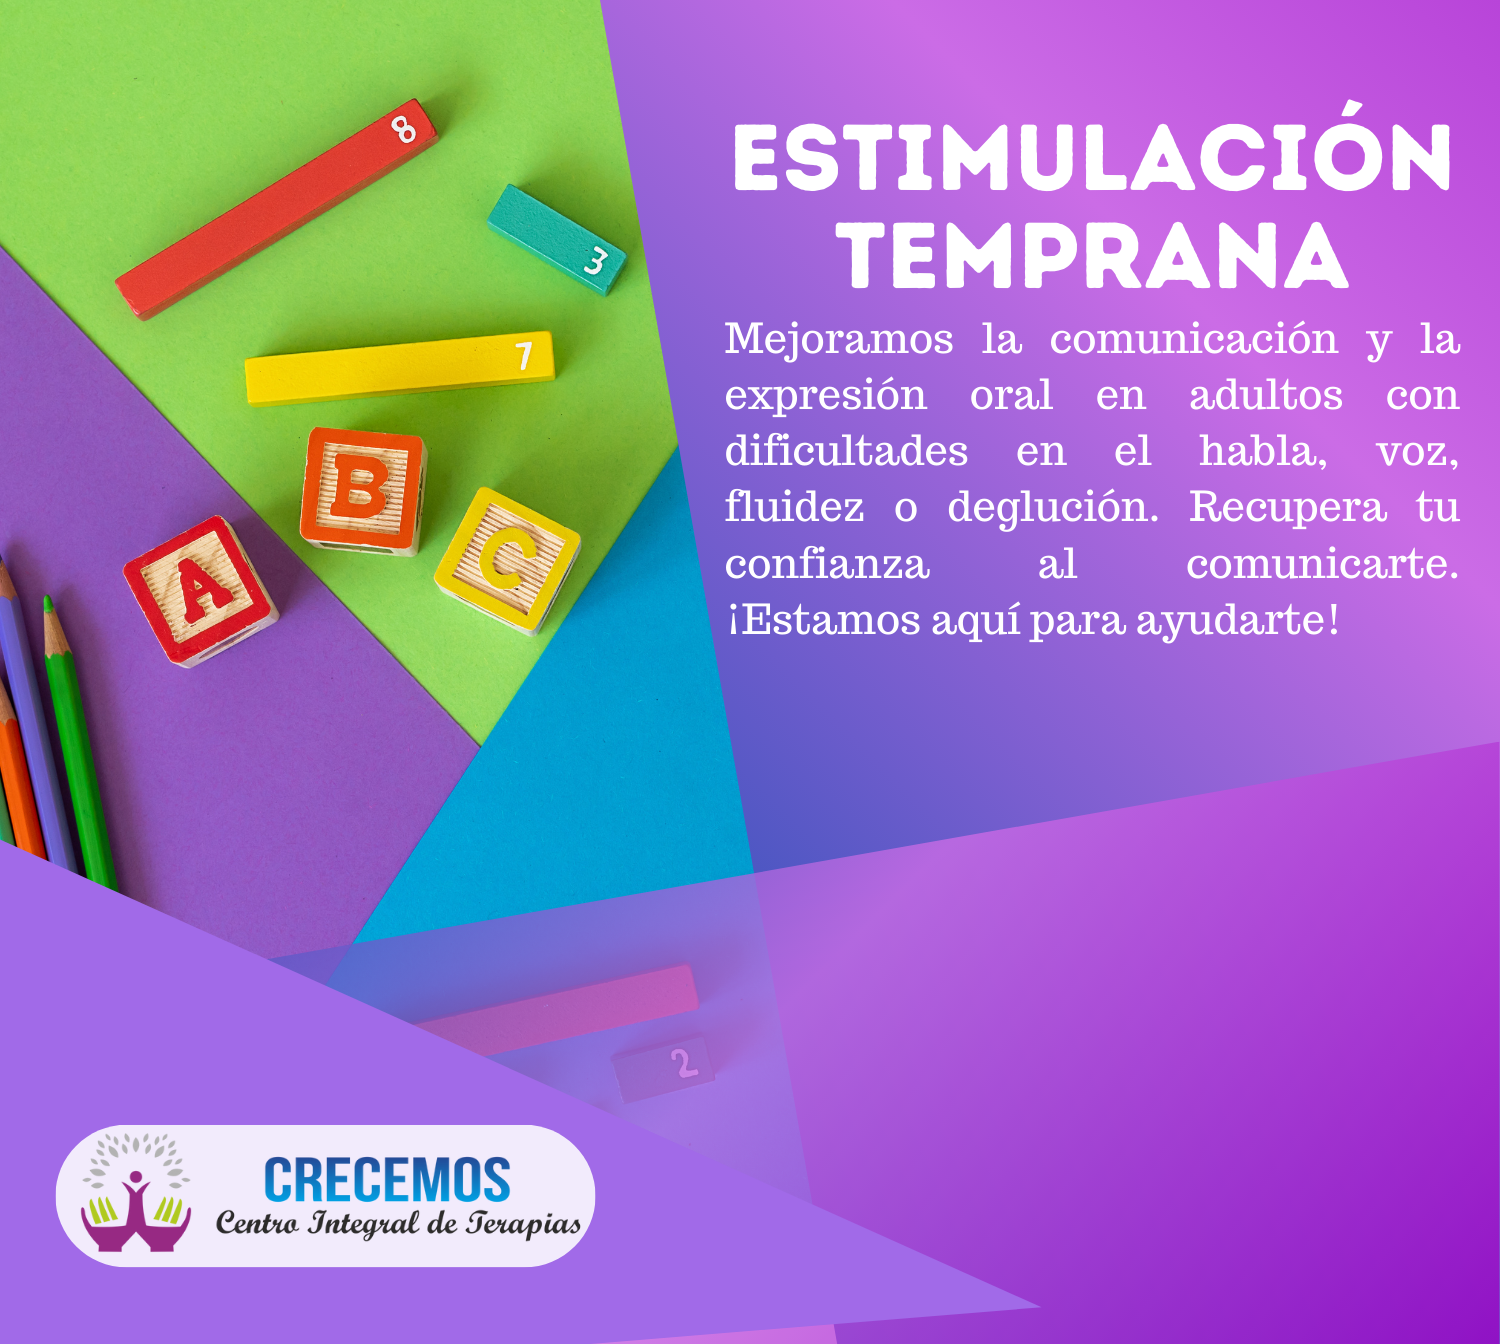 8
3
7
B
A
C
ESTIMULACIÓN
TEMPRANA
Mejoramos la comunicación y la
expresión oral en adultos con
dificultades en el habla, voz,
fluidez o deglución. Recupera tu
confianza al comunicarte.
¡Estamos aquí para ayudarte!
2
CRECEMOS
Centro Integral de Terapias